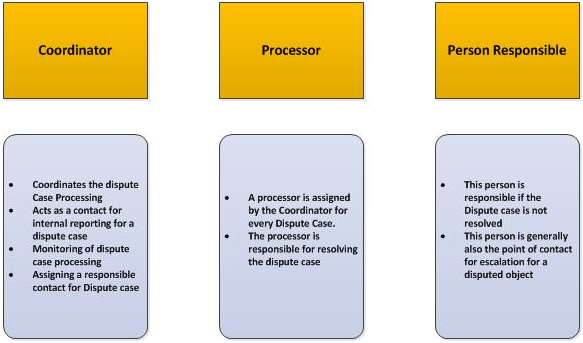 Coordinator
Processor
Person Responsible
• Coordinates the dispute
Case Processing
• Acts as a contact for
internal reporting for a
dispute case
• Monitoring of dispute
case processing
• Assigning a responsible
contact for Dispute case
• A processor is assigned
by the Coordinator for
every Dispute Case.
• The processor is
responsible for resolving
the dispute case
• This person is
responsible if the
Dispute case is not
resolved
• This person is generally
also the point of contact
for escalation for a
disputed object